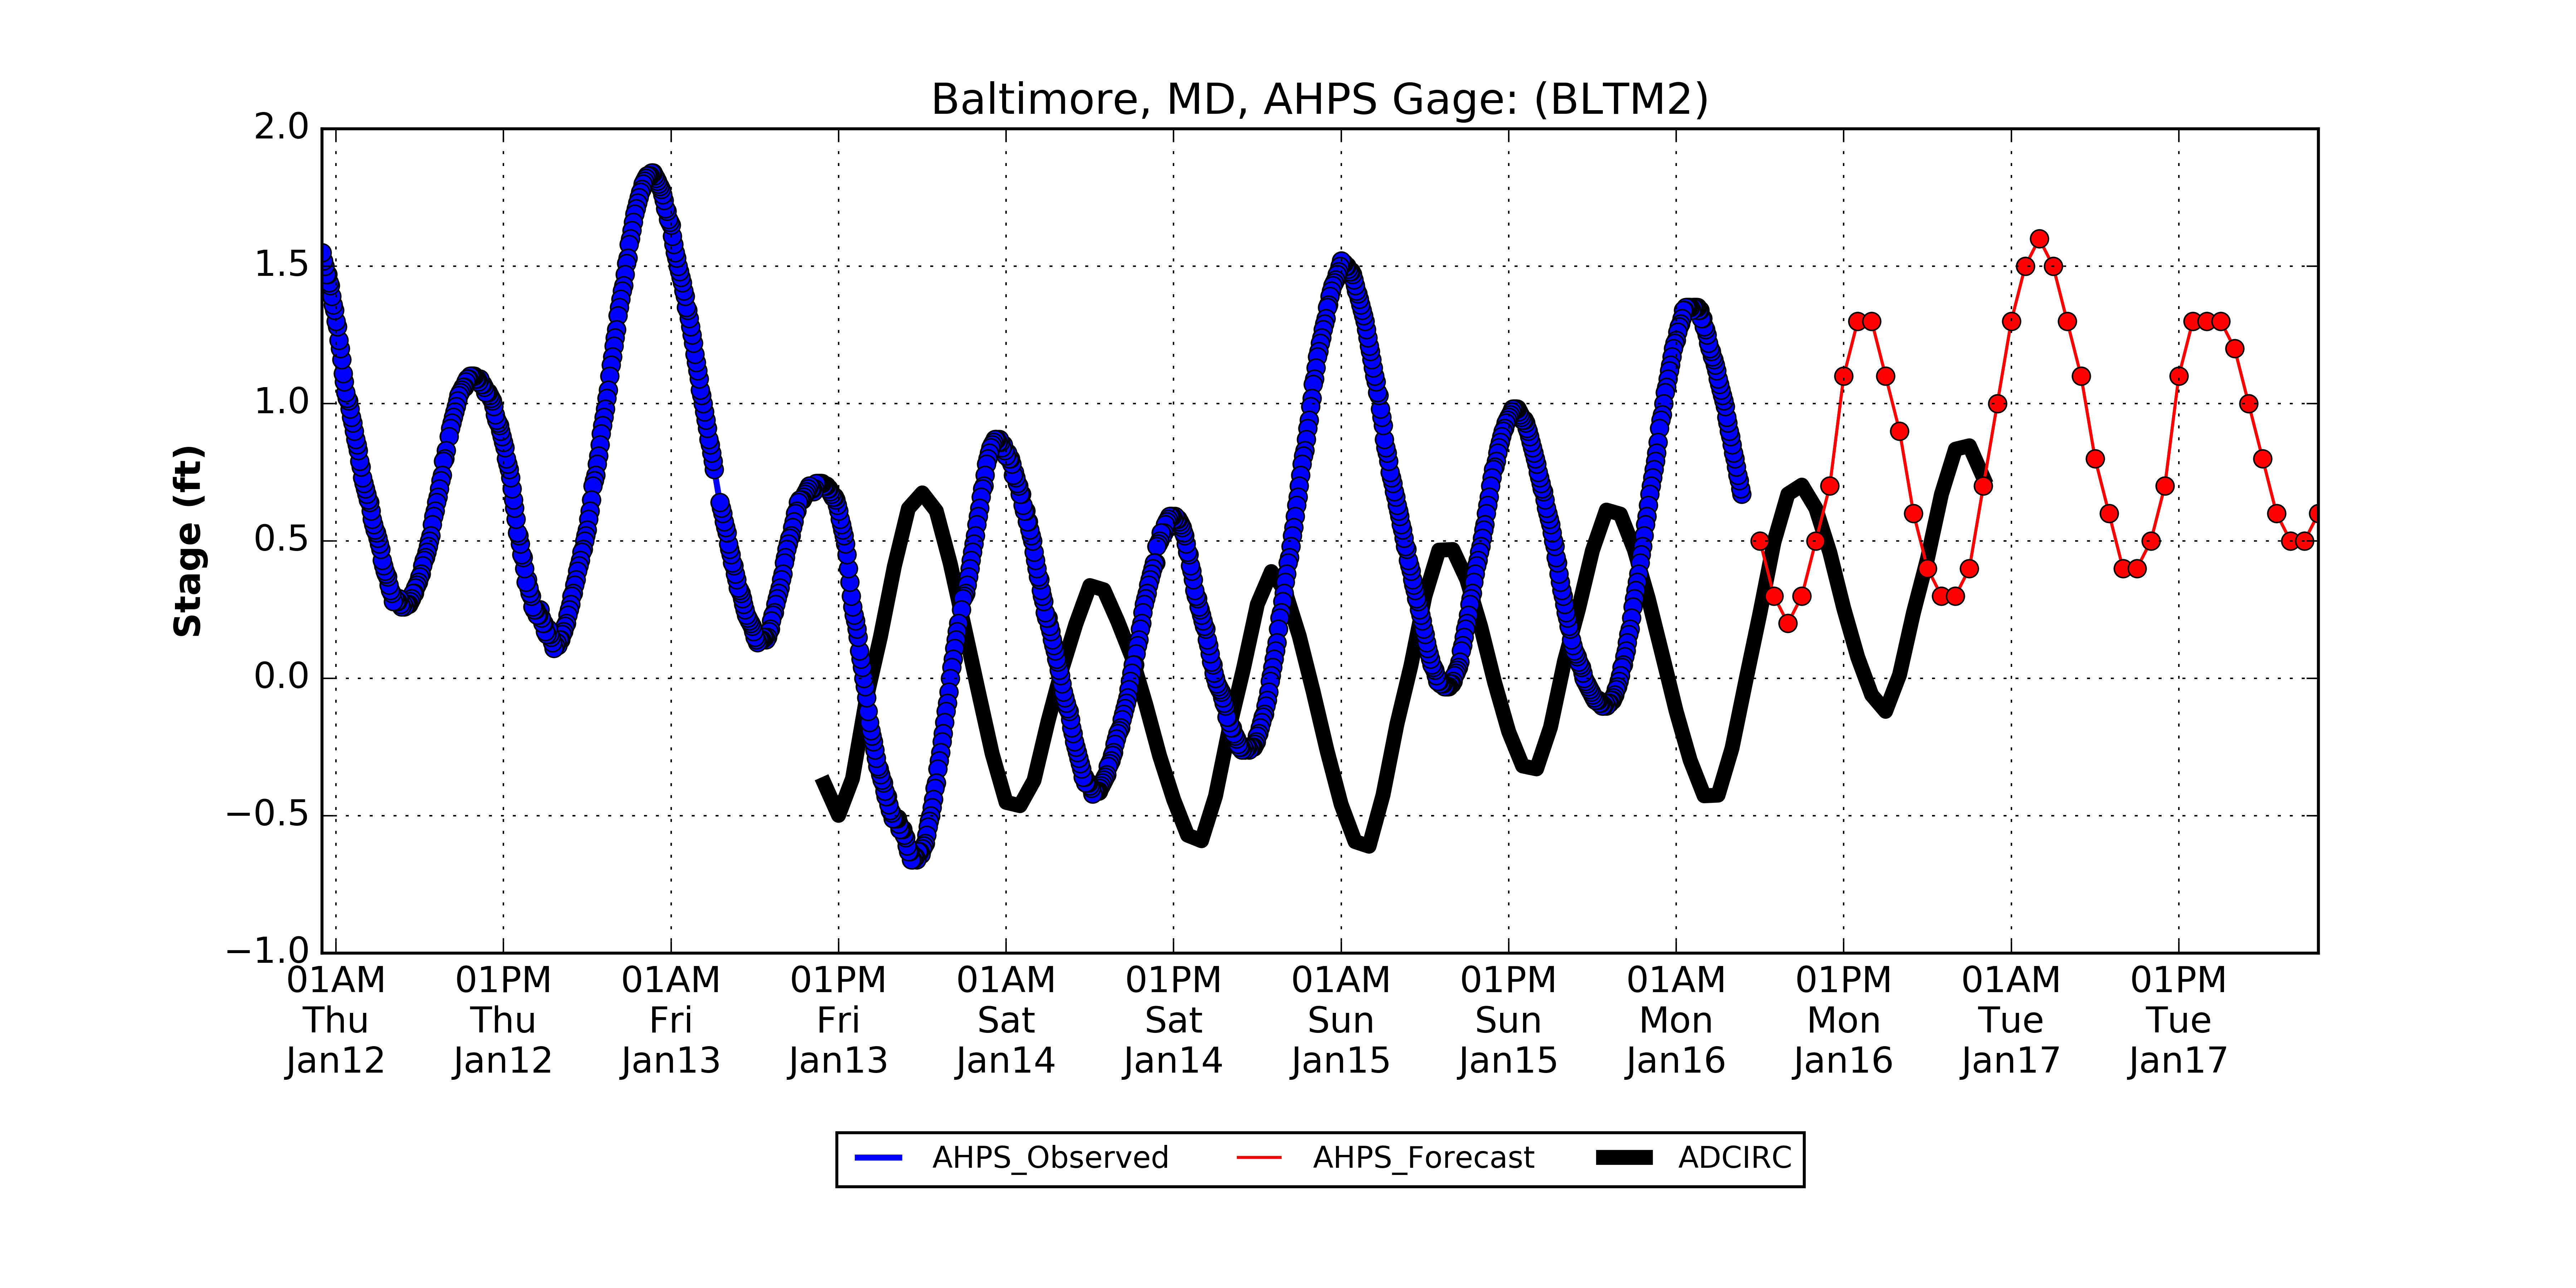 Baltimore, MD, AHPS Gage: (BLTM2)
Stage (ft)
2.0
1.5
1.0
0.5
0.0
−0.5
−1.0
01AM 01PM 01AM 01PM 01AM 01PM 01AM 01PM 01AM 01PM 01AM 01PM
Thu Thu Fri Fri Sat Sat Sun Sun Mon Mon Tue Tue
Jan12 Jan12 Jan13 Jan13 Jan14 Jan14 Jan15 Jan15 Jan16 Jan16 Jan17 Jan17
AHPS_Observed AHPS_Forecast ADCIRC